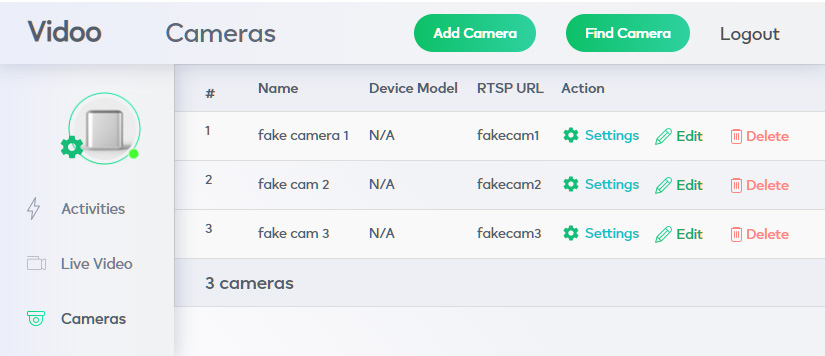 Vidoo Cameras Add Camera Find Camera Logout
# Name Device Model RTSP URL Action
1 fake camera 1 N/A fakecam1 Settings Edit Delete
2 fake cam 2 N/A fakecam2 Settings Edit Delete
3 fake cam 3 N/A fakecam3 Settings Edit Delete
3 cameras
Activities
Live Video
Cameras